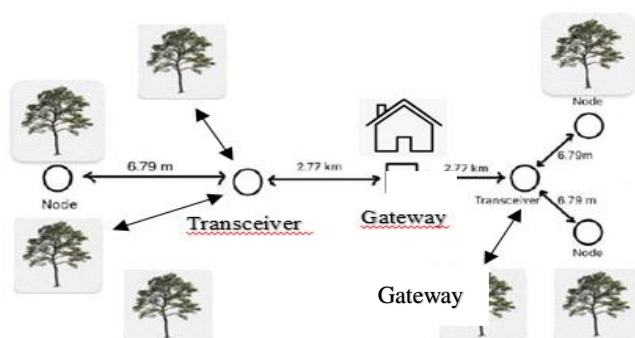 Node
6.79 m
2.77 km
2.77 km
6.79m
Node
Transceiver
Gateway
Transceiver
6.79 m
Node
Gateway